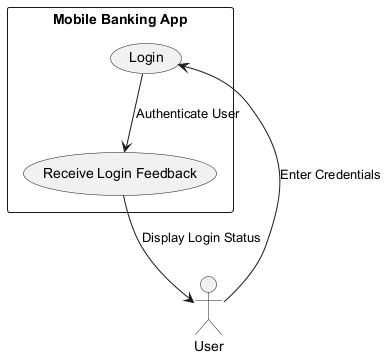 Mobile Banking App
Login
Authenticate User
Receive Login Feedback
Enter Credentials
Display Login Status
User